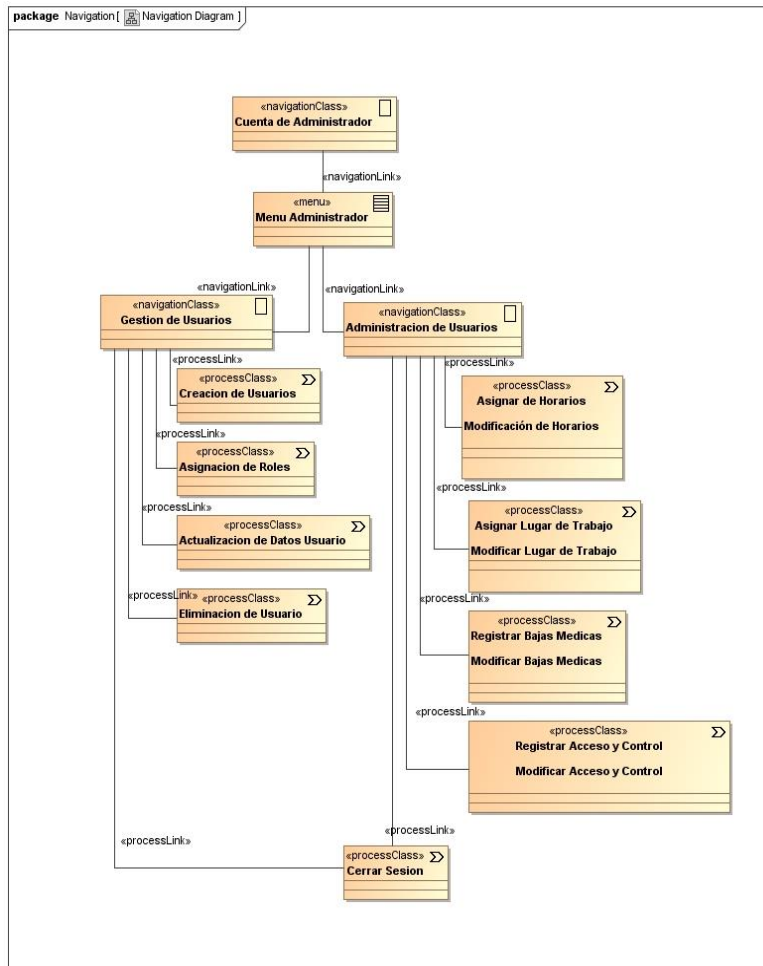 package Navigation [ Navigation Diagram ]
«navigationClass»
Cuenta de Administrador
«navigationLink»
«menu»
Menu Administrador
«navigationLink»
«navigationLink»
«navigationClass»
Gestion de Usuarios
«navigationClass»
Administracion de Usuarios
«processLink»
«processClass»
Creacion de Usuarios
«processLink»
«processClass»
Asignacion de Roles
«processLink»
«processClass»
Actualizacion de Datos Usuario
«processLink»
«processClass»
Eliminacion de Usuario
«processLink»
«processClass»
Asignar de Horarios
Modificación de Horarios
«processLink»
«processClass»
Asignar Lugar de Trabajo
Modificar Lugar de Trabajo
«processLink»
«processClass»
Registrar Bajas Medicas
Modificar Bajas Medicas
«processLink»
«processClass»
Registrar Acceso y Control
Modificar Acceso y Control
«processLink»
«processLink»
«processClass»
Cerrar Sesion